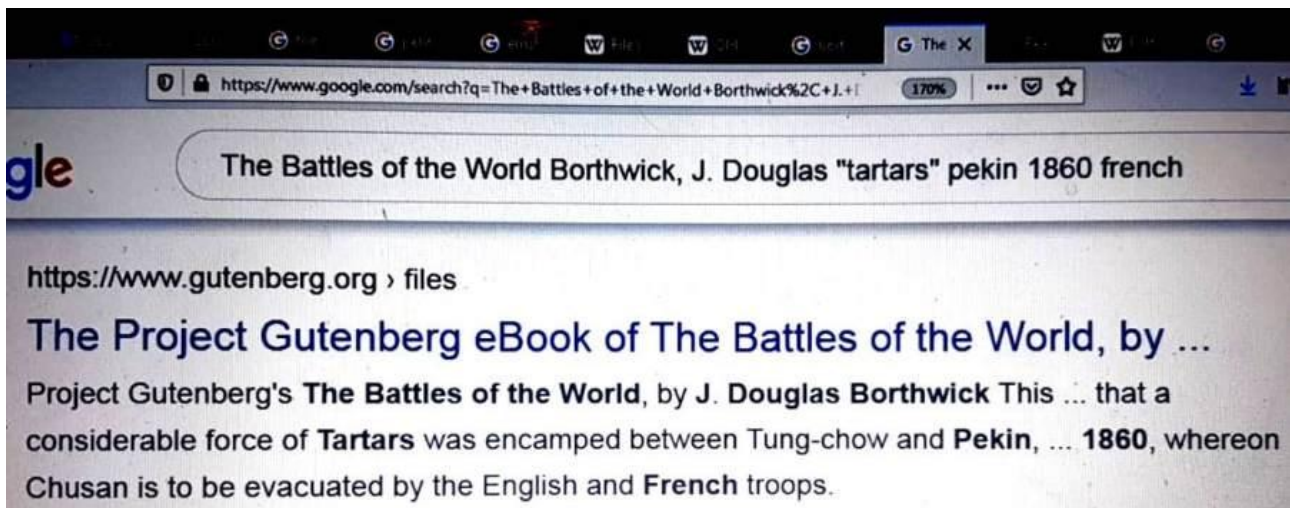 G The X
https://www.google.com/search?q=The+Battles+of+the+World+Borthwick%2C+J.+
170%
gle
The Battles of the World Borthwick, J. Douglas "tartars" pekin 1860 french
https://www.gutenberg.org › files
The Project Gutenberg eBook of The Battles of the World, by ...
Project Gutenberg's The Battles of the World, by J. Douglas Borthwick This ... that a
considerable force of Tartars was encamped between Tung-chow and Pekin, ... 1860, whereon
Chusan is to be evacuated by the English and French troops.